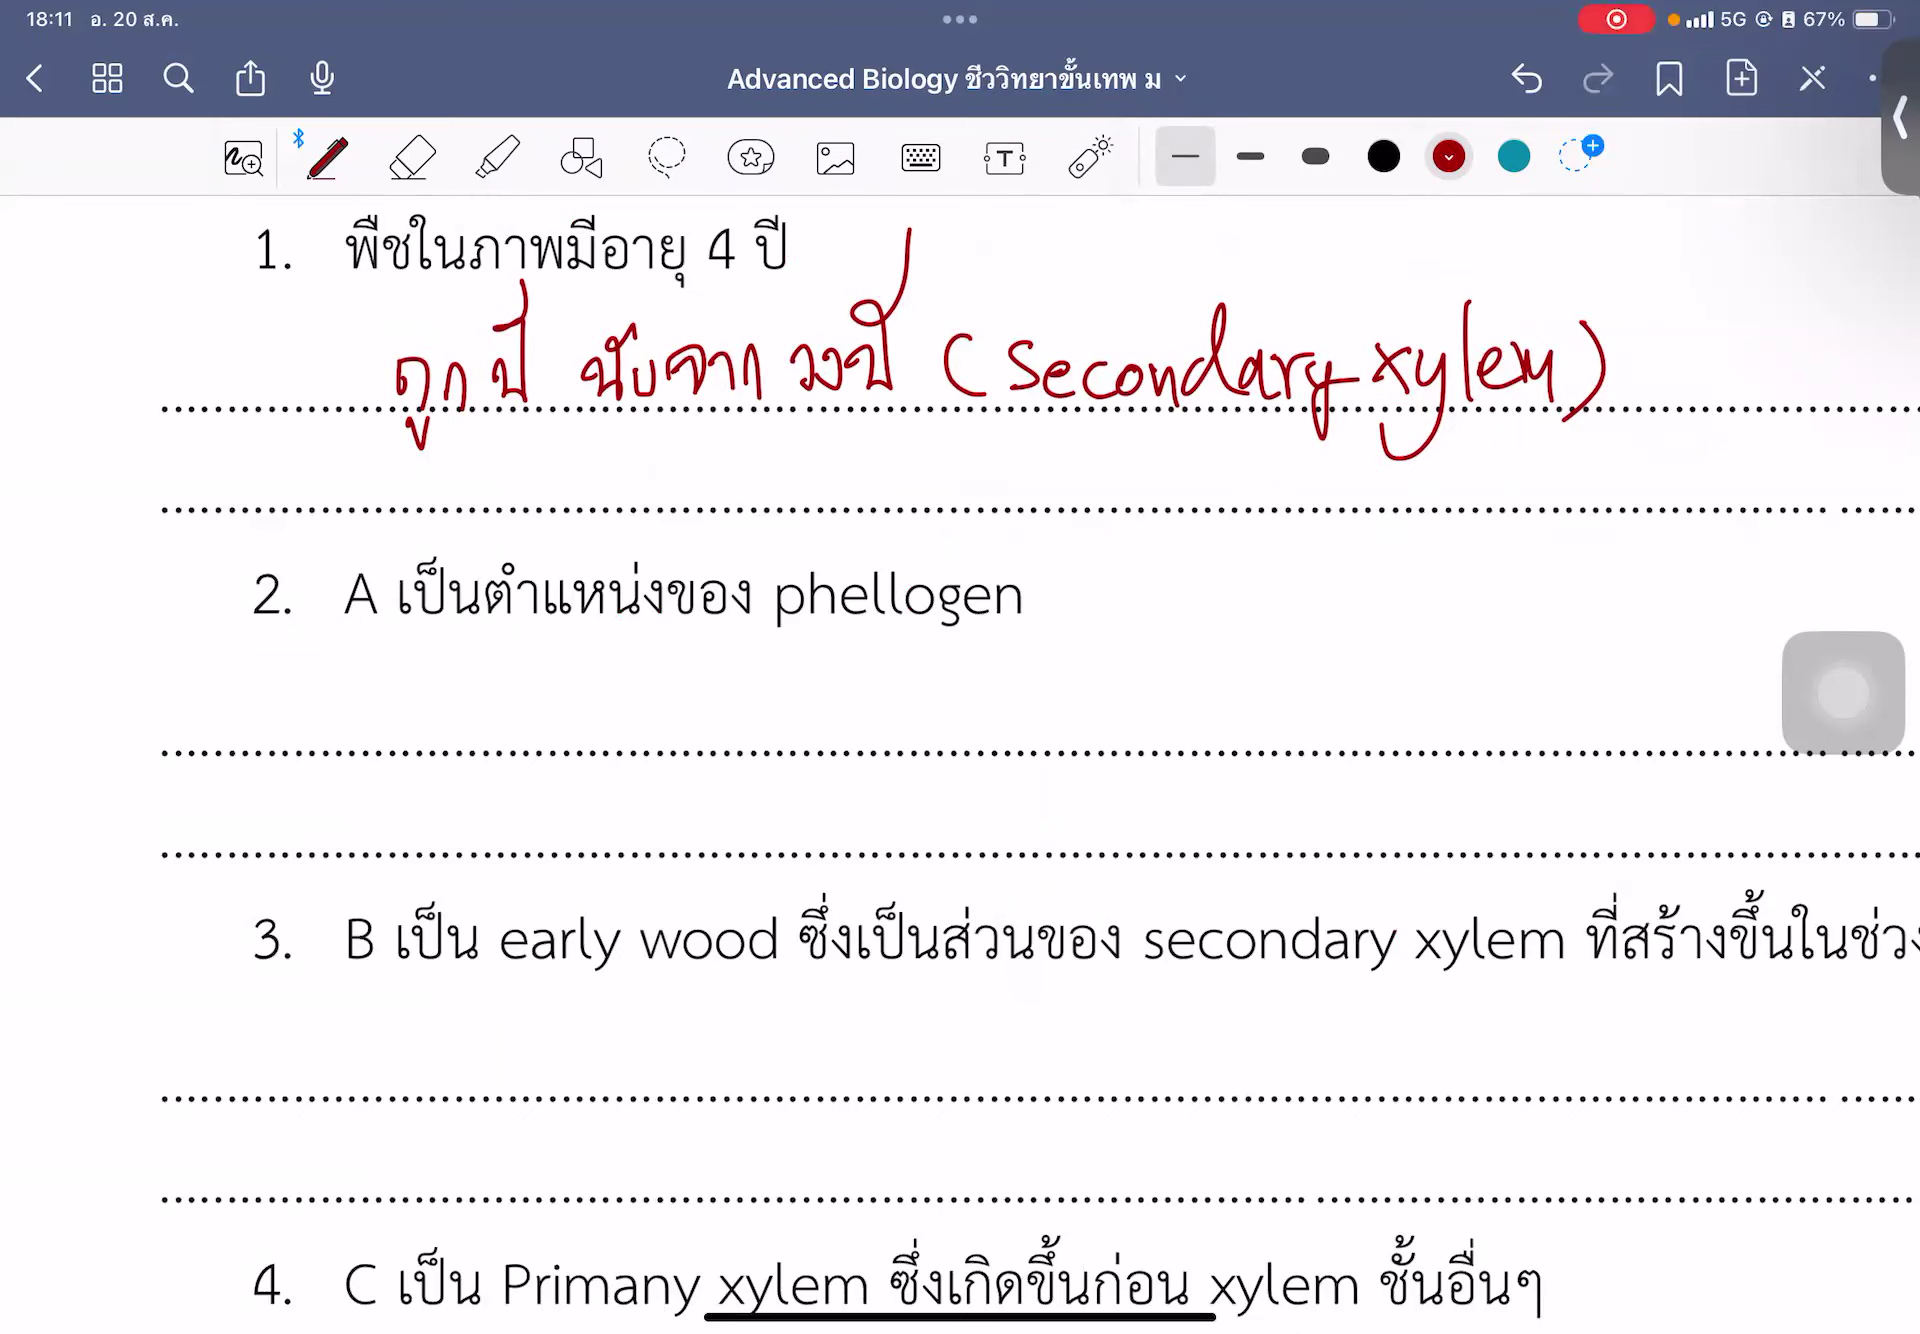 18:11 อ. 20 ส.ค. 5G 67%
Advanced Biology ชีววิทยาขั้นเทพ ม
T
1. พืชในภาพมีอายุ 4 ปี
ถูก ปี นับจาก วงปี (Secondary xylem)
2. A เป็นตำแหน่งของ phellogen
3. B เป็น early wood ซึ่งเป็นส่วนของ secondary xylem ที่สร้างขึ้นในช่ว
4. C เป็น Primany xylem ซึ่งเกิดขึ้นก่อน xylem ชั้นอื่นๆ